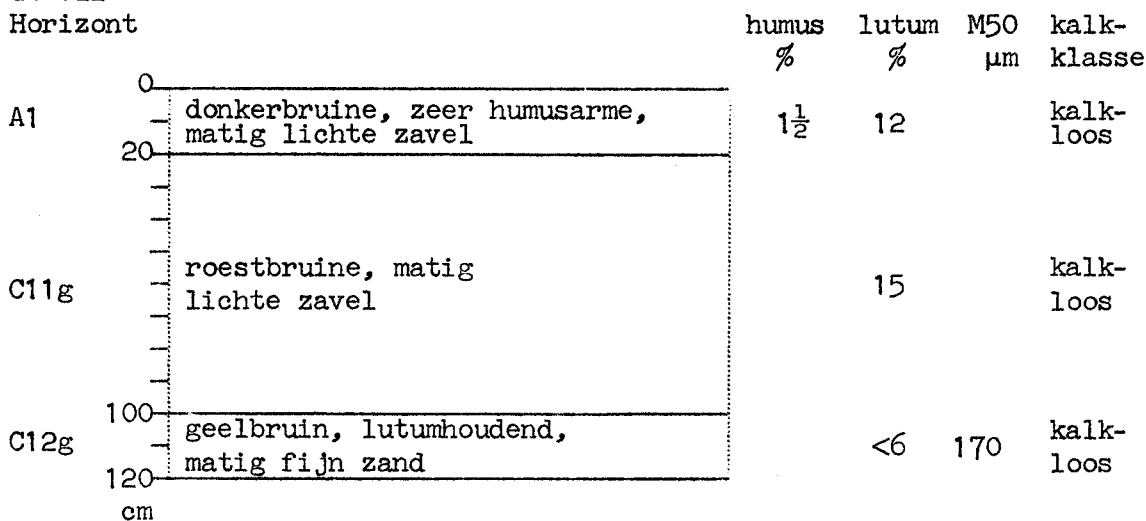 Horizont humus lutum M50 kalk-
% % µm klasse
0
A1 donkerbruine, zeer humusarme, 1½ 12 kalk-
matig lichte zavel loos
20
roestbruine, matig kalk-
C11g lichte zavel 15 loos
100
C12g geelbruin, lutumhoudend, <6 170 kalk-
matig fijn zand loos
120
cm